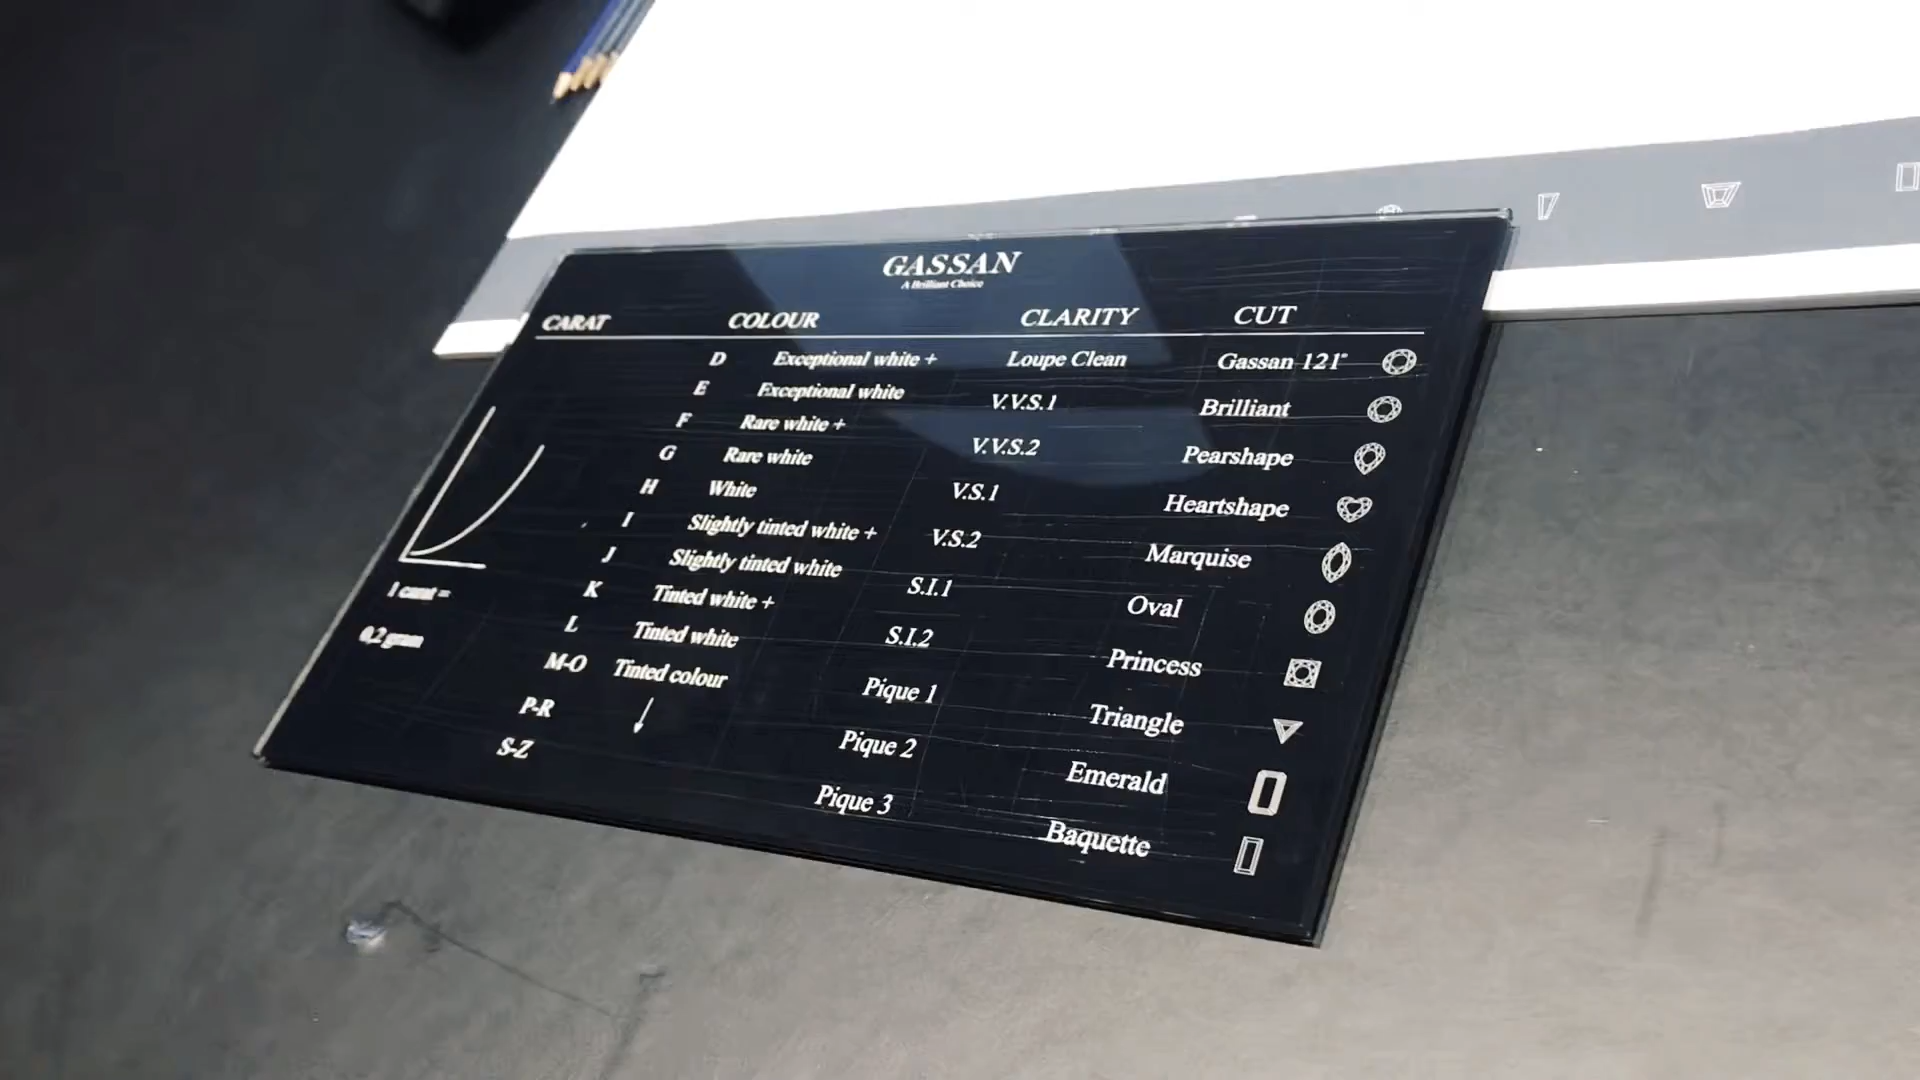 GASSAN
A Brilliant Choice
CARAT COLOUR CLARITY CUT
D Exceptional white + Loupe Clean Gassan 121
E Exceptional white V.V.S.1 Brilliant
F Rare white + V.V.S.2 Pearshape
G Rare white V.S.1 Heartshape
H White V.S.2 Marquise
I Slightly tinted white + S.I.1 Oval
J Slightly tinted white S.I.2 Princess
K Tinted white + Pique 1 Triangle
L Tinted white Pique 2 Emerald
M-O Tinted colour Pique 3 Baquette
P-R
S-Z
1 carat =
0,2 gram